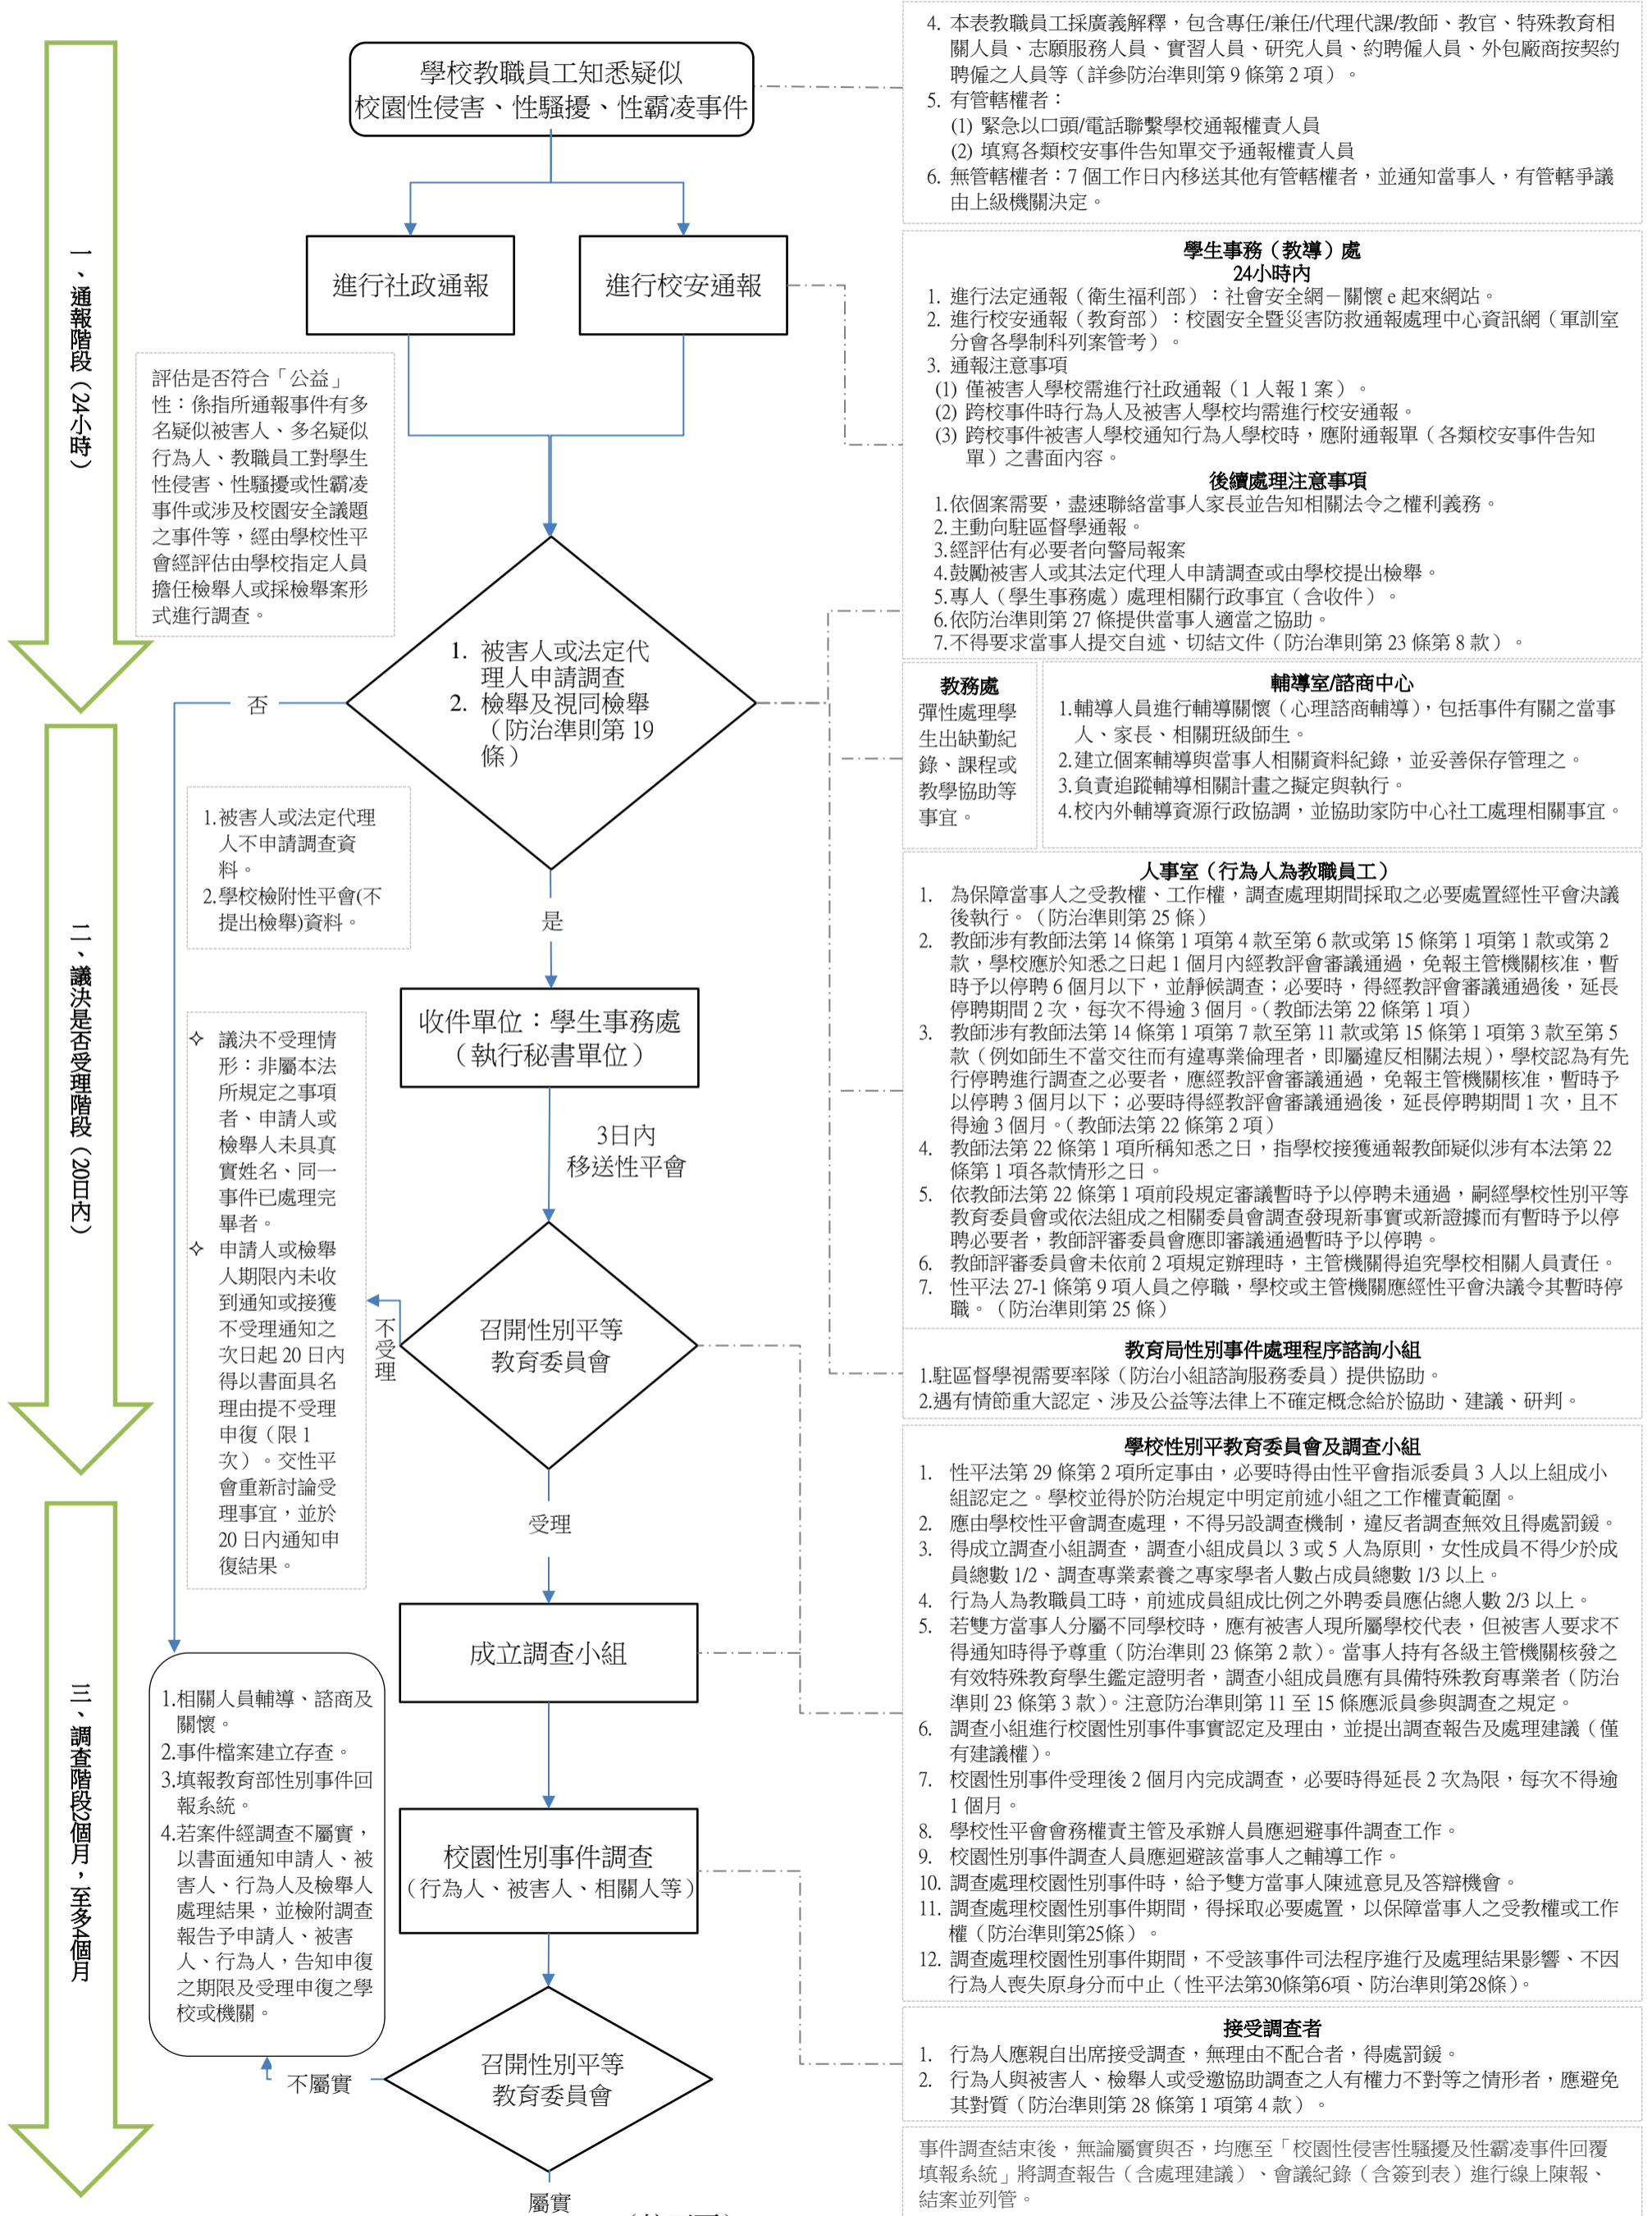 一、通報階段（24小時）
二、議決是否受理階段（20日內）
三、調查階段2個月，至多4個月
學校教職員工知悉疑似
校園性侵害、性騷擾、性霸凌事件
進行社政通報
進行校安通報
評估是否符合「公益」
性：係指所通報事件有多
名疑似被害人、多名疑似
行為人、教職員工對學生
性侵害、性騷擾或性霸凌
事件或涉及校園安全議題
之事件等，經由學校性平
會經評估由學校指定人員
擔任檢舉人或採檢舉案形
式進行調查。
1. 被害人或法定代
理人申請調查
2. 檢舉及視同檢舉
（防治準則第 19
條）
否
是
1.被害人或法定代理
人不申請調查資
料。
2.學校檢附性平會(不
提出檢舉)資料。
收件單位：學生事務處
（執行秘書單位）
3日內
移送性平會
✧ 議決不受理情
形：非屬本法
所規定之事項
者、申請人或
檢舉人未具真
實姓名、同一
事件已處理完
畢者。
✧ 申請人或檢舉
人期限內未收
到通知或接獲
不受理通知之
次日起 20 日內
得以書面具名
理由提不受理
申復（限 1
次）。交性平
會重新討論受
理事宜，並於
20 日內通知申
復結果。
不受理
召開性別平等
教育委員會
受理
成立調查小組
1.相關人員輔導、諮商及
關懷。
2.事件檔案建立存查。
3.填報教育部性別事件回
報系統。
4.若案件經調查不屬實，
以書面通知申請人、被
害人、行為人及檢舉人
處理結果，並檢附調查
報告予申請人、被害
人、行為人，告知申復
之期限及受理申復之學
校或機關。
校園性別事件調查
（行為人、被害人、相關人等）
召開性別平等
教育委員會
不屬實
屬實
4. 本表教職員工採廣義解釋，包含專任/兼任/代理代課/教師、教官、特殊教育相
關人員、志願服務人員、實習人員、研究人員、約聘僱人員、外包廠商按契約
聘僱之人員等（詳參防治準則第 9 條第 2 項）。
5. 有管轄權者：
(1) 緊急以口頭/電話聯繫學校通報權責人員
(2) 填寫各類校安事件告知單交予通報權責人員
6. 無管轄權者：7 個工作日內移送其他有管轄權者，並通知當事人，有管轄爭議
由上級機關決定。
學生事務（教導）處
24小時內
1. 進行法定通報（衛生福利部）：社會安全網－關懷 e 起來網站。
2. 進行校安通報（教育部）：校園安全暨災害防救通報處理中心資訊網（軍訓室
分會各學制科列案管考）。
3. 通報注意事項
(1) 僅被害人學校需進行社政通報（1 人報 1 案）。
(2) 跨校事件時行為人及被害人學校均需進行校安通報。
(3) 跨校事件被害人學校通知行為人學校時，應附通報單（各類校安事件告知
單）之書面內容。
後續處理注意事項
1.依個案需要，盡速聯絡當事人家長並告知相關法令之權利義務。
2.主動向駐區督學通報。
3.經評估有必要者向警局報案
4.鼓勵被害人或其法定代理人申請調查或由學校提出檢舉。
5.專人（學生事務處）處理相關行政事宜（含收件）。
6.依防治準則第 27 條提供當事人適當之協助。
7.不得要求當事人提交自述、切結文件（防治準則第 23 條第 8 款）。
教務處
彈性處理學
生出缺勤紀
錄、課程或
教學協助等
事宜。
輔導室/諮商中心
1.輔導人員進行輔導關懷（心理諮商輔導），包括事件有關之當事
人、家長、相關班級師生。
2.建立個案輔導與當事人相關資料紀錄，並妥善保存管理之。
3.負責追蹤輔導相關計畫之擬定與執行。
4.校內外輔導資源行政協調，並協助家防中心社工處理相關事宜。
人事室（行為人為教職員工）
1. 為保障當事人之受教權、工作權，調查處理期間採取之必要處置經性平會決議
後執行。（防治準則第 25 條）
2. 教師涉有教師法第 14 條第 1 項第 4 款至第 6 款或第 15 條第 1 項第 1 款或第 2
款，學校應於知悉之日起 1 個月內經教評會審議通過，免報主管機關核准，暫
時予以停聘 6 個月以下，並靜候調查；必要時，得經教評會審議通過後，延長
停聘期間 2 次，每次不得逾 3 個月。（教師法第 22 條第 1 項）
3. 教師涉有教師法第 14 條第 1 項第 7 款至第 11 款或第 15 條第 1 項第 3 款至第 5
款（例如師生不當交往而有違專業倫理者，即屬違反相關法規），學校認為有先
行停聘進行調查之必要者，應經教評會審議通過，免報主管機關核准，暫時予
以停聘 3 個月以下；必要時得經教評會審議通過後，延長停聘期間 1 次，且不
得逾 3 個月。（教師法第 22 條第 2 項）
4. 教師法第 22 條第 1 項所稱知悉之日，指學校接獲通報教師疑似涉有本法第 22
條第 1 項各款情形之日。
5. 依教師法第 22 條第 1 項前段規定審議暫時予以停聘未通過，嗣經學校性別平等
教育委員會或依法組成之相關委員會調查發現新事實或新證據而有暫時予以停
聘必要者，教師評審委員會應即審議通過暫時予以停聘。
6. 教師評審委員會未依前 2 項規定辦理時，主管機關得追究學校相關人員責任。
7. 性平法 27-1 條第 9 項人員之停職，學校或主管機關應經性平會決議令其暫時停
職。（防治準則第 25 條）
教育局性別事件處理程序諮詢小組
1.駐區督學視需要率隊（防治小組諮詢服務委員）提供協助。
2.遇有情節重大認定、涉及公益等法律上不確定概念給於協助、建議、研判。
學校性別平教育委員會及調查小組
1. 性平法第 29 條第 2 項所定事由，必要時得由性平會指派委員 3 人以上組成小
組認定之。學校並得於防治規定中明定前述小組之工作權責範圍。
2. 應由學校性平會調查處理，不得另設調查機制，違反者調查無效且得處罰鍰。
3. 得成立調查小組調查，調查小組成員以 3 或 5 人為原則，女性成員不得少於成
員總數 1/2、調查專業素養之專家學者人數占成員總數 1/3 以上。
4. 行為人為教職員工時，前述成員組成比例之外聘委員應佔總人數 2/3 以上。
5. 若雙方當事人分屬不同學校時，應有被害人現所屬學校代表，但被害人要求不
得通知時得予尊重（防治準則 23 條第 2 款）。當事人持有各級主管機關核發之
有效特殊教育學生鑑定證明者，調查小組成員應有具備特殊教育專業者（防治
準則 23 條第 3 款）。注意防治準則第 11 至 15 條應派員參與調查之規定。
6. 調查小組進行校園性別事件事實認定及理由，並提出調查報告及處理建議（僅
有建議權）。
7. 校園性別事件受理後 2 個月內完成調查，必要時得延長 2 次為限，每次不得逾
1 個月。
8. 學校性平會會務權責主管及承辦人員應迴避事件調查工作。
9. 校園性別事件調查人員應迴避該當事人之輔導工作。
10. 調查處理校園性別事件時，給予雙方當事人陳述意見及答辯機會。
11. 調查處理校園性別事件期間，得採取必要處置，以保障當事人之受教權或工作
權（防治準則第25條）。
12. 調查處理校園性別事件期間，不受該事件司法程序進行及處理結果影響、不因
行為人喪失原身分而中止（性平法第30條第6項、防治準則第28條）。
接受調查者
1. 行為人應親自出席接受調查，無理由不配合者，得處罰鍰。
2. 行為人與被害人、檢舉人或受邀協助調查之人有權力不對等之情形者，應避免
其對質（防治準則第 28 條第 1 項第 4 款）。
事件調查結束後，無論屬實與否，均應至「校園性侵害性騷擾及性霸凌事件回覆
填報系統」將調查報告（含處理建議）、會議紀錄（含簽到表）進行線上陳報、
結案並列管。